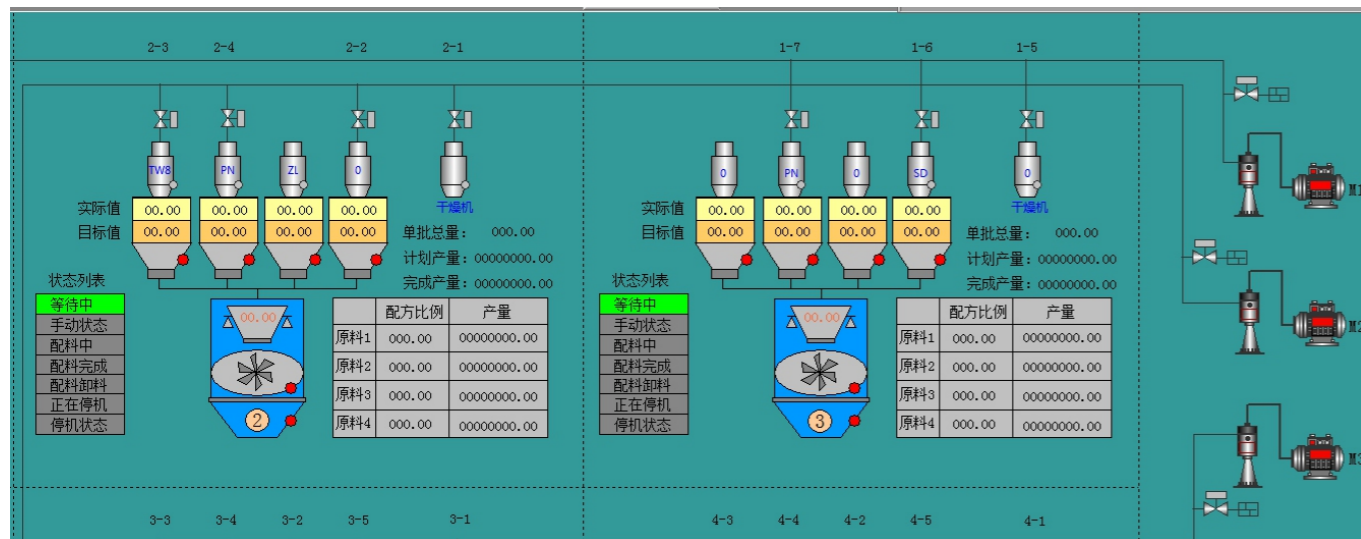 2-3 2-4 2-2 2-1 1-7 1-6 1-5
TW8 PN ZL 0 0 PN 0 SD 0
M1
实际值 00.00 00.00 00.00 00.00 干燥机
目标值 00.00 00.00 00.00 00.00 单批总量： 000.00
计划产量：00000000.00
完成产量：00000000.00
状态列表
等待中
手动状态
配料中
配料完成
配料卸料
正在停机
停机状态
00.00
2
配方比例 产量
原料1 000.00 00000000.00
原料2 000.00 00000000.00
原料3 000.00 00000000.00
原料4 000.00 00000000.00
实际值 00.00 00.00 00.00 00.00 干燥机
目标值 00.00 00.00 00.00 00.00 单批总量： 000.00
计划产量：00000000.00
完成产量：00000000.00
状态列表
等待中
手动状态
配料中
配料完成
配料卸料
正在停机
停机状态
00.00
3
配方比例 产量
原料1 000.00 00000000.00
原料2 000.00 00000000.00
原料3 000.00 00000000.00
原料4 000.00 00000000.00
M2
M3
3-3 3-4 3-2 3-5 3-1 4-3 4-4 4-2 4-5 4-1